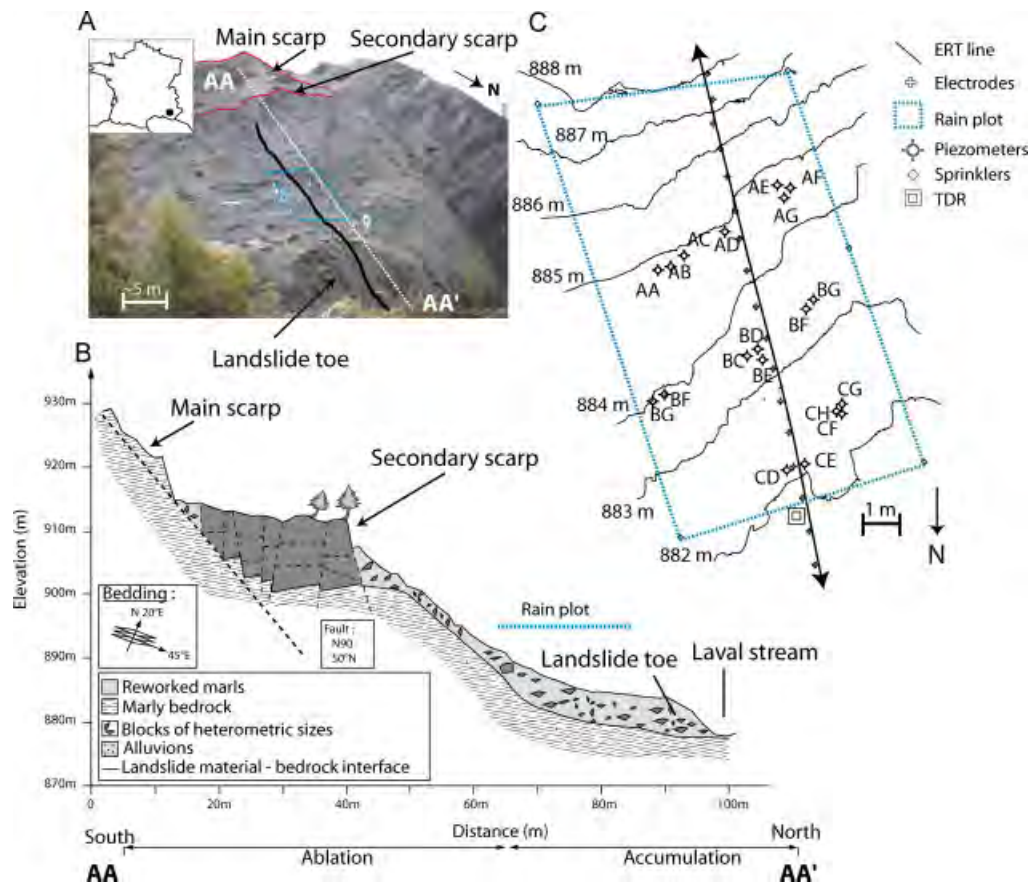 A
Main scarp
Secondary scarp
AA
N
~5 m
AA'
Landslide toe
B
930m
920m
910m
900m
890m
880m
870m
Elevation (m)
Main scarp
Secondary scarp
Bedding :
N 20°E
45°E
Fault :
N90
50°N
Rain plot
Landslide toe
Laval stream
Reworked marls
Marly bedrock
Blocks of heterometric sizes
Alluvions
Landslide material - bedrock interface
0
20m
40m
60m
80m
100m
South
Distance (m)
North
Ablation
Accumulation
AA
AA'
C
888 m
887 m
886 m
885 m
884 m
883 m
882 m
AE
AF
AG
AC
AD
AB
AA
BG
BF
BD
BC
BE
BF
BG
CG
CH
CF
CE
CD
1 m
N
ERT line
Electrodes
Rain plot
Piezometers
Sprinklers
TDR